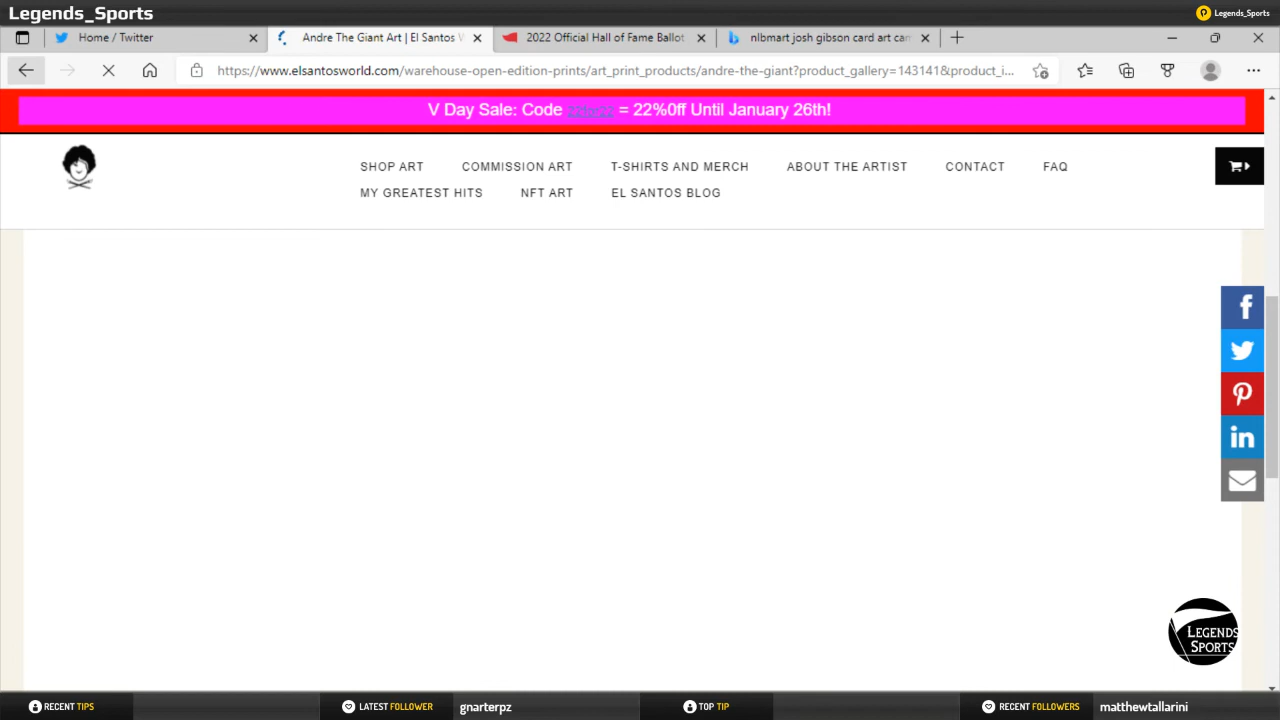 Legends_Sports
Legends_Sports
Home / Twitter
Andre The Giant Art | El Santos W
2022 Official Hall of Fame Ballot
nlbmart josh gibson card art can
https://www.elsantosworld.com/warehouse-open-edition-prints/art_print_products/andre-the-giant?product_gallery=143141&product_i...
V Day Sale: Code = 22%0ff Until January 26th!
SHOP ART COMMISSION ART T-SHIRTS AND MERCH ABOUT THE ARTIST CONTACT FAQ
MY GREATEST HITS NFT ART EL SANTOS BLOG
LEGENDS
SPORTS
RECENT TIPS
LATEST FOLLOWER gnarterpz
TOP TIP
RECENT FOLLOWERS matthewtallarini